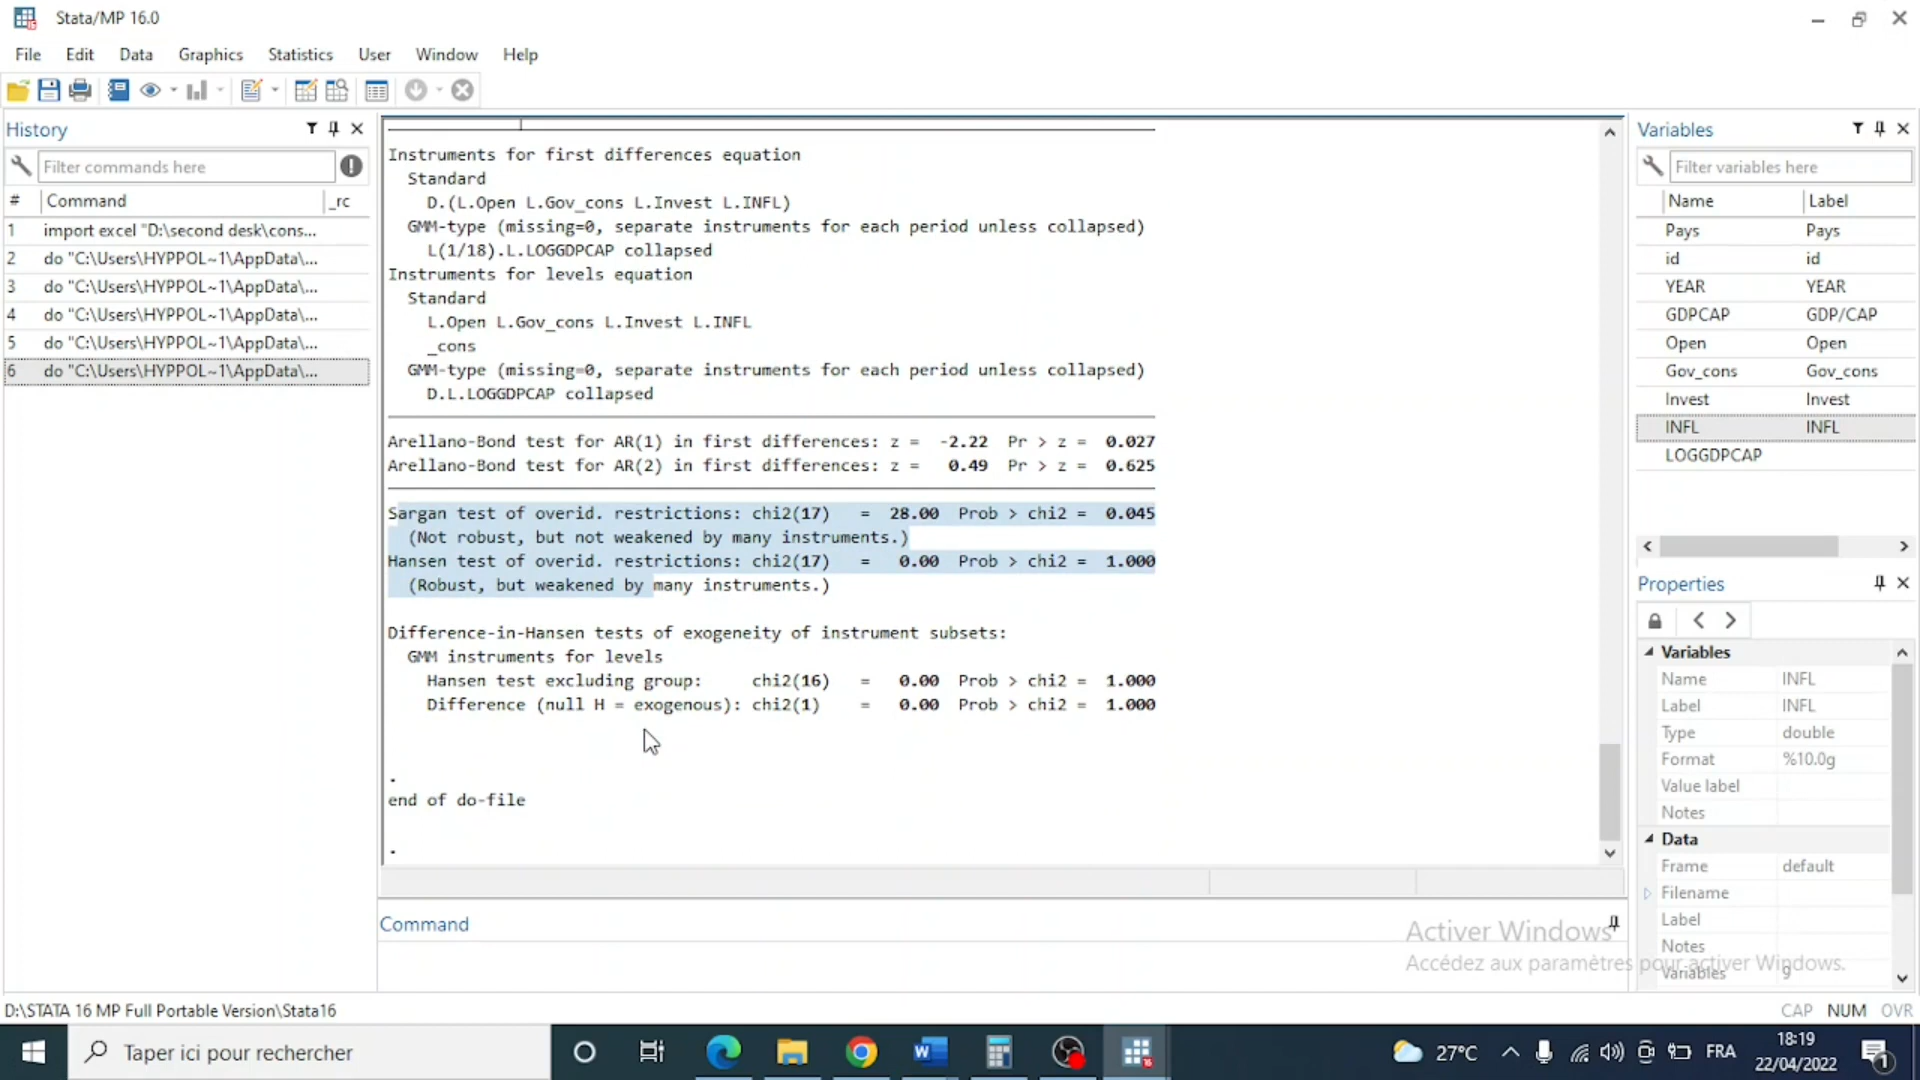 Stata/MP 16.0
File Edit Data Graphics Statistics User Window Help
History
Filter commands here
# Command _rc
1 import excel "D:\second desk\cons...
2 do "C:\Users\HYPPOL~1\AppData\...
3 do "C:\Users\HYPPOL~1\AppData\...
4 do "C:\Users\HYPPOL~1\AppData\...
5 do "C:\Users\HYPPOL~1\AppData\...
6 do "C:\Users\HYPPOL~1\AppData\...
Instruments for first differences equation
Standard
D.(L.Open L.Gov_cons L.Invest L.INFL)
GMM-type (missing=0, separate instruments for each period unless collapsed)
L(1/18).L.LOGGDPCAP collapsed
Instruments for levels equation
Standard
L.Open L.Gov_cons L.Invest L.INFL
_cons
GMM-type (missing=0, separate instruments for each period unless collapsed)
D.L.LOGGDPCAP collapsed
Arellano-Bond test for AR(1) in first differences: z = -2.22 Pr > z = 0.027
Arellano-Bond test for AR(2) in first differences: z = 0.49 Pr > z = 0.625
Sargan test of overid. restrictions: chi2(17) = 28.00 Prob > chi2 = 0.045
(Not robust, but not weakened by many instruments.)
Hansen test of overid. restrictions: chi2(17) = 0.00 Prob > chi2 = 1.000
(Robust, but weakened by many instruments.)
Difference-in-Hansen tests of exogeneity of instrument subsets:
GMM instruments for levels
Hansen test excluding group: chi2(16) = 0.00 Prob > chi2 = 1.000
Difference (null H = exogenous): chi2(1) = 0.00 Prob > chi2 = 1.000
.
end of do-file
.
Command
Variables
Filter variables here
Name Label
Pays Pays
id id
YEAR YEAR
GDPCAP GDP/CAP
Open Open
Gov_cons Gov_cons
Invest Invest
INFL INFL
LOGGDPCAP
Properties
Variables
Name INFL
Label INFL
Type double
Format %10.0g
Value label
Notes
Data
Frame default
Filename
Label
Notes
Variables 9
Activer Windows
Accédez aux paramètres pour activer Windows.
D:\STATA 16 MP Full Portable Version\Stata16
CAP NUM OVR
Taper ici pour rechercher
27°C
FRA
18:19
22/04/2022
1